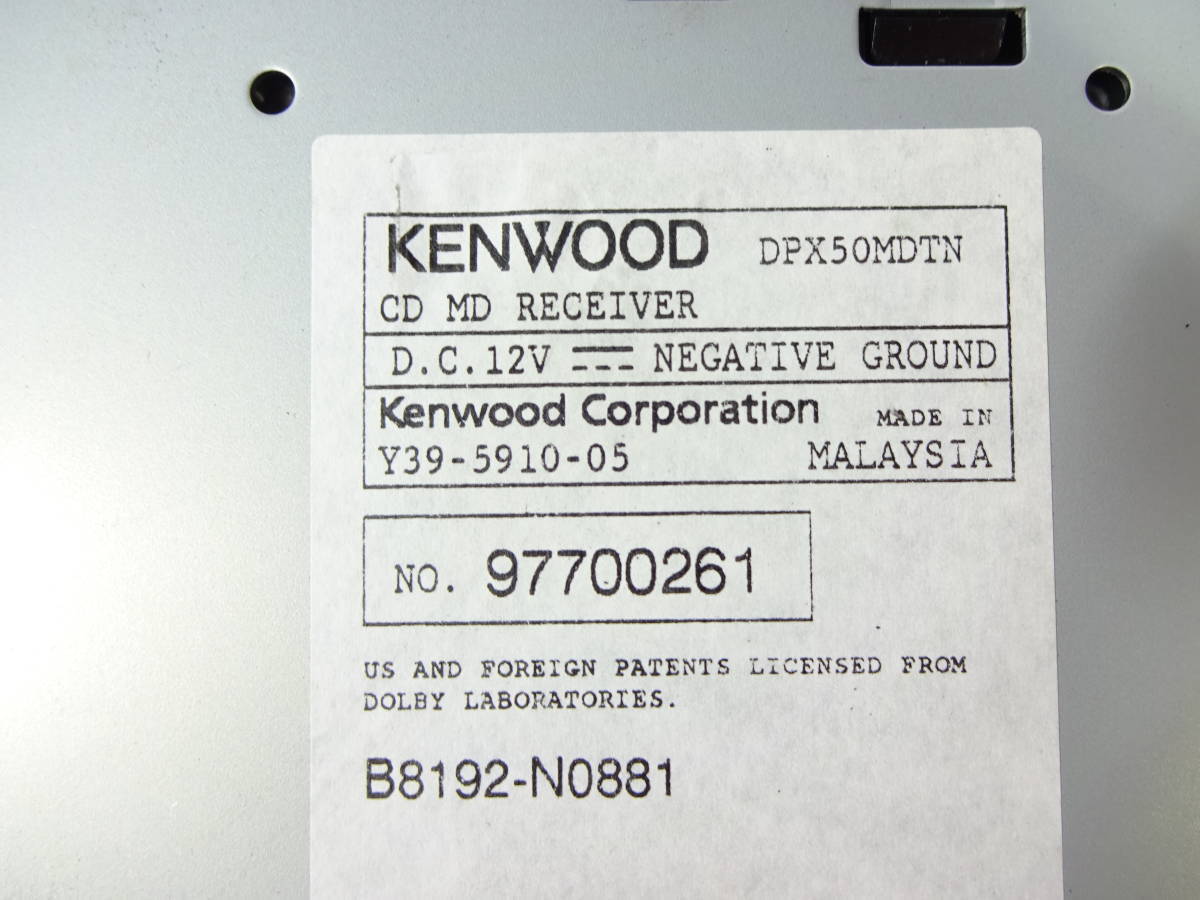 KENWOOD DPX50MDTN
CD MD RECEIVER
D.C.12V NEGATIVE GROUND
Kenwood Corporation MADE IN
Y39-5910-05 MALAYSIA
NO. 97700261
US AND FOREIGN PATENTS LICENSED FROM
DOLBY LABORATORIES.
B8192-N0881